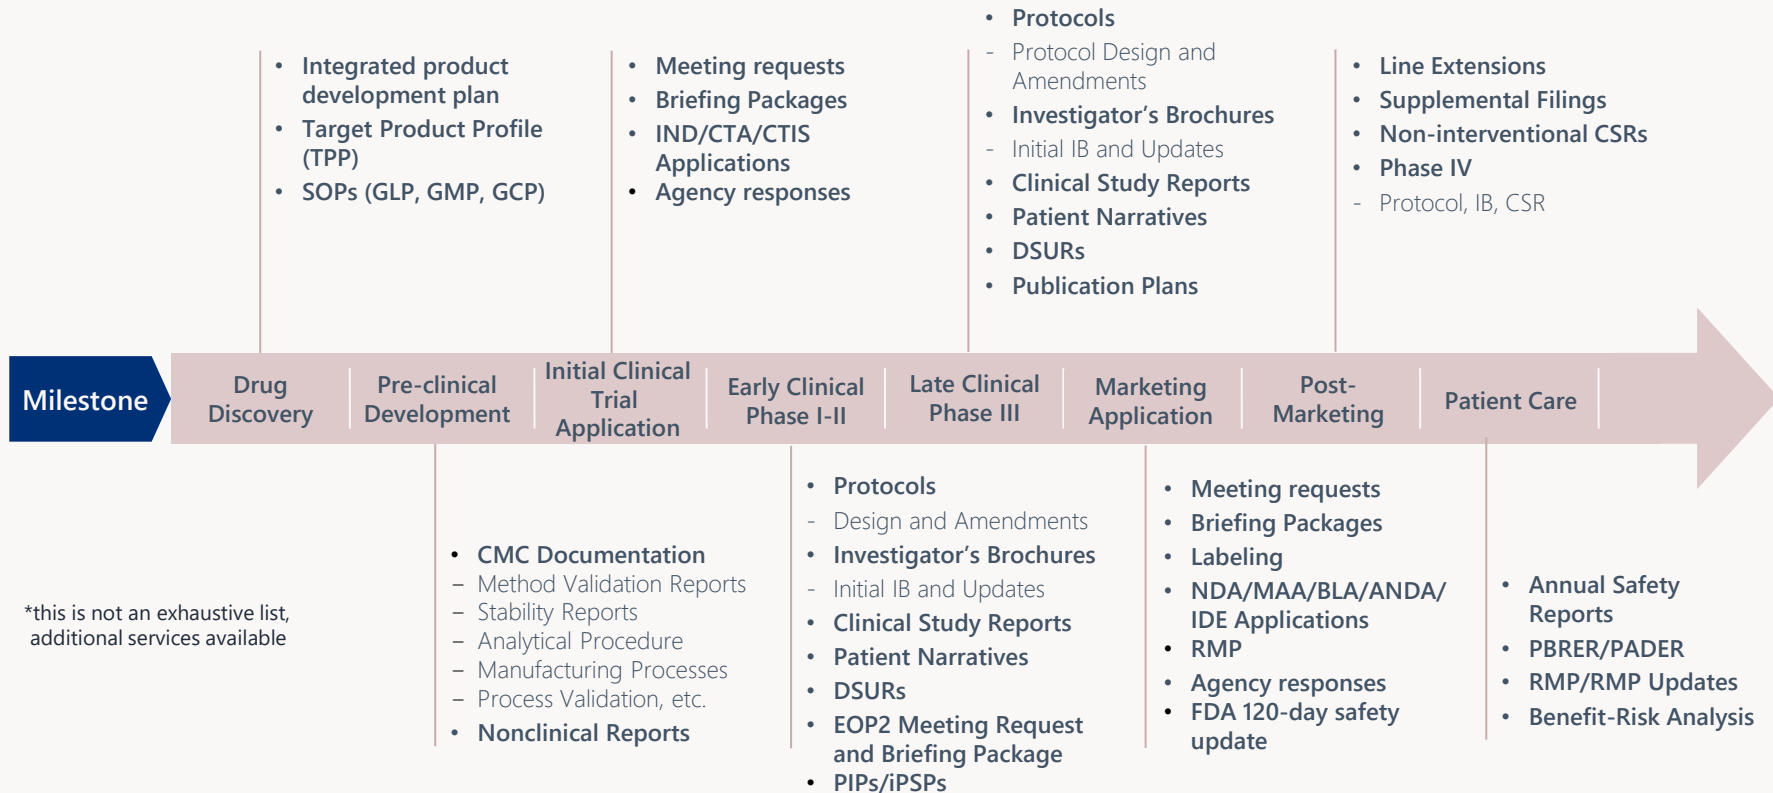 • Integrated product
development plan
• Target Product Profile
(TPP)
• SOPs (GLP, GMP, GCP)
• Meeting requests
• Briefing Packages
• IND/CTA/CTIS
Applications
• Agency responses
• Protocols
- Protocol Design and
Amendments
• Investigator's Brochures
- Initial IB and Updates
• Clinical Study Reports
• Patient Narratives
• DSURs
• Publication Plans
• Line Extensions
• Supplemental Filings
• Non-interventional CSRs
• Phase IV
- Protocol, IB, CSR
Milestone
Drug
Discovery
Pre-clinical
Development
Initial Clinical
Trial
Application
Early Clinical
Phase I-II
Late Clinical
Phase III
Marketing
Application
Post-
Marketing
Patient Care
*this is not an exhaustive list,
additional services available
• CMC Documentation
– Method Validation Reports
– Stability Reports
– Analytical Procedure
– Manufacturing Processes
– Process Validation, etc.
• Nonclinical Reports
• Protocols
- Design and Amendments
• Investigator's Brochures
- Initial IB and Updates
• Clinical Study Reports
• Patient Narratives
• DSURs
• EOP2 Meeting Request
and Briefing Package
• PIPs/iPSPs
• Meeting requests
• Briefing Packages
• Labeling
• NDA/MAA/BLA/ANDA/
IDE Applications
• RMP
• Agency responses
• FDA 120-day safety
update
• Annual Safety
Reports
• PBRER/PADER
• RMP/RMP Updates
• Benefit-Risk Analysis